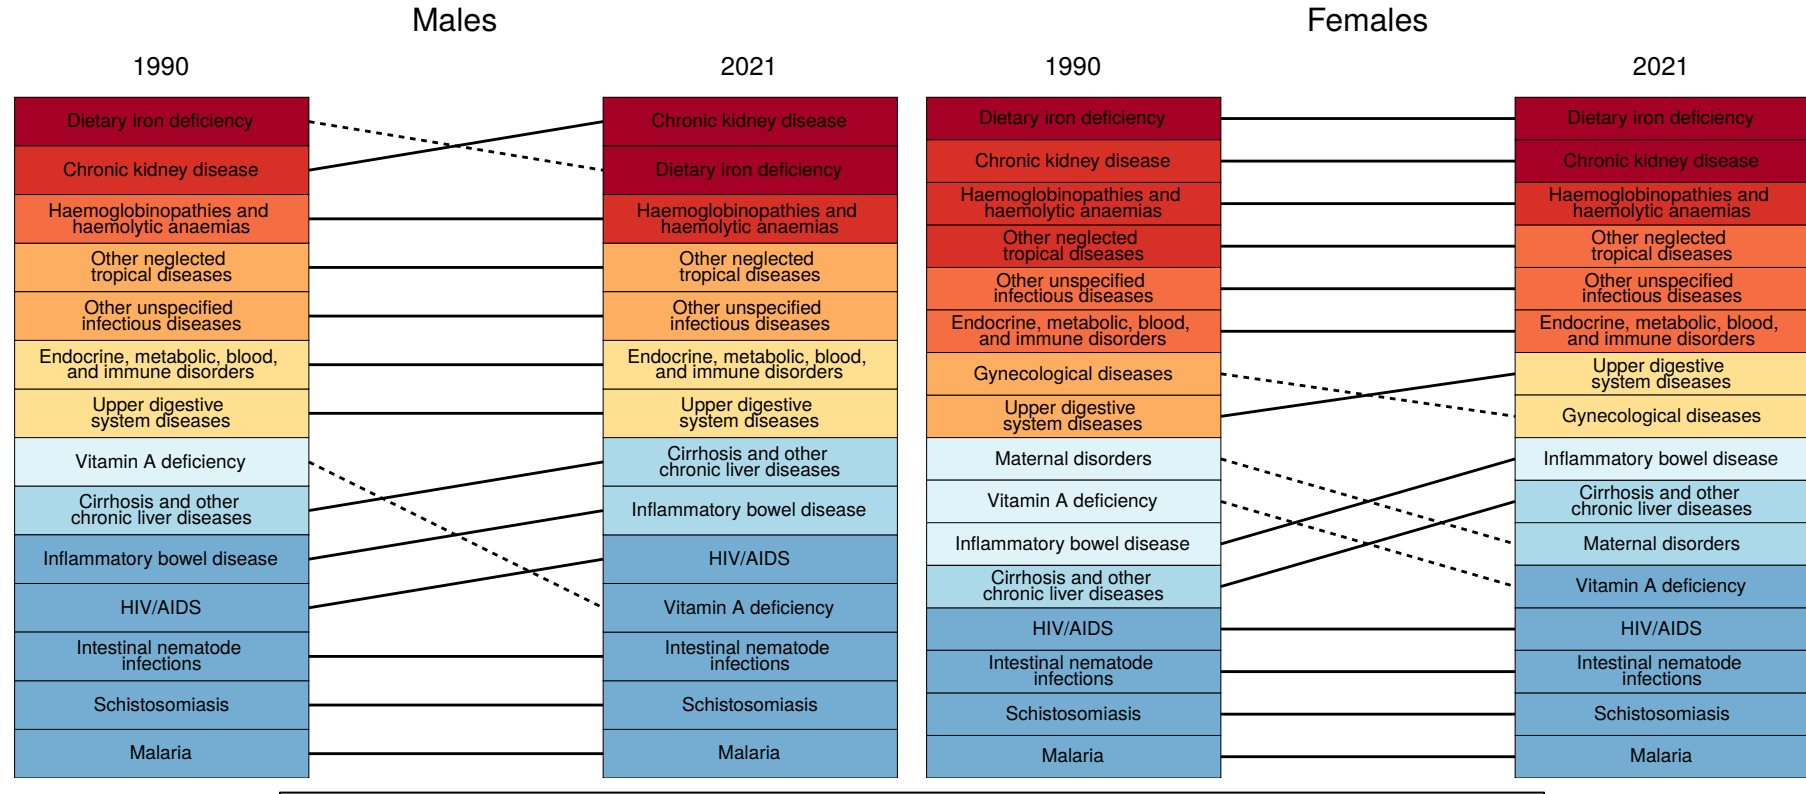 Males
1990
2021
Dietary iron deficiency
Chronic kidney disease
Haemoglobinopathies and
haemolytic anaemias
Other neglected
tropical diseases
Other unspecified
infectious diseases
Endocrine, metabolic, blood,
and immune disorders
Upper digestive
system diseases
Vitamin A deficiency
Cirrhosis and other
chronic liver diseases
Inflammatory bowel disease
HIV/AIDS
Intestinal nematode
infections
Schistosomiasis
Malaria
Chronic kidney disease
Dietary iron deficiency
Haemoglobinopathies and
haemolytic anaemias
Other neglected
tropical diseases
Other unspecified
infectious diseases
Endocrine, metabolic, blood,
and immune disorders
Upper digestive
system diseases
Cirrhosis and other
chronic liver diseases
Inflammatory bowel disease
HIV/AIDS
Vitamin A deficiency
Intestinal nematode
infections
Schistosomiasis
Malaria
Females
1990
2021
Dietary iron deficiency
Chronic kidney disease
Haemoglobinopathies and
haemolytic anaemias
Other neglected
tropical diseases
Other unspecified
infectious diseases
Endocrine, metabolic, blood,
and immune disorders
Gynecological diseases
Upper digestive
system diseases
Maternal disorders
Vitamin A deficiency
Inflammatory bowel disease
Cirrhosis and other
chronic liver diseases
HIV/AIDS
Intestinal nematode
infections
Schistosomiasis
Malaria
Dietary iron deficiency
Chronic kidney disease
Haemoglobinopathies and
haemolytic anaemias
Other neglected
tropical diseases
Other unspecified
infectious diseases
Endocrine, metabolic, blood,
and immune disorders
Upper digestive
system diseases
Gynecological diseases
Inflammatory bowel disease
Cirrhosis and other
chronic liver diseases
Maternal disorders
Vitamin A deficiency
HIV/AIDS
Intestinal nematode
infections
Schistosomiasis
Malaria